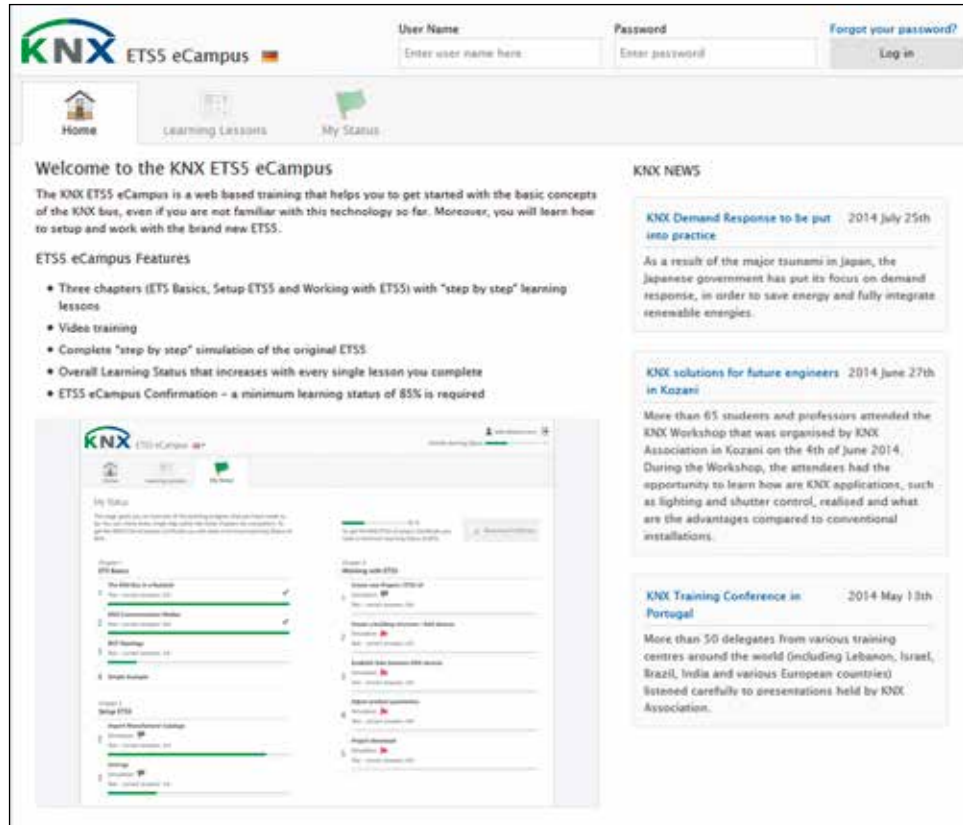 KNX ETS5 eCampus
User Name
Password
Forgot your password?
Enter user name here
Enter password
Log in
Home
Learning Lessons
My Status
Welcome to the KNX ETS5 eCampus
The KNX ETS5 eCampus is a web based training that helps you to get started with the basic concepts
of the KNX bus, even if you are not familiar with this technology so far. Moreover, you will learn how
to setup and work with the brand new ETS5.
ETS5 eCampus Features
• Three chapters (ETS Basics, Setup ETS5 and Working with ETS5) with "step by step" learning
lessons
• Video training
• Complete "step by step" simulation of the original ETS5
• Overall Learning Status that increases with every single lesson you complete
• ETS5 eCampus Confirmation – a minimum learning status of 85% is required
KNX ETS5 eCampus
My Status
My Status
Chapter 1
ETS Basics
KNX Communication Modes
Simple Example
Setup ETS5
Settings
Working with ETS5
Project download
KNX NEWS
KNX Demand Response to be put 2014 July 25th
into practice
As a result of the major tsunami in Japan, the
Japanese government has put its focus on demand
response, in order to save energy and fully integrate
renewable energies.
KNX solutions for future engineers 2014 June 27th
in Kozani
More than 65 students and professors attended the
KNX Workshop that was organised by KNX
Association in Kozani on the 4th of June 2014.
During the Workshop, the attendees had the
opportunity to learn how are KNX applications, such
as lighting and shutter control, realised and what
are the advantages compared to conventional
installations.
KNX Training Conference in 2014 May 13th
Portugal
More than 50 delegates from various training
centres around the world (including Lebanon, Israel,
Brazil, India and various European countries)
listened carefully to presentations held by KNX
Association.